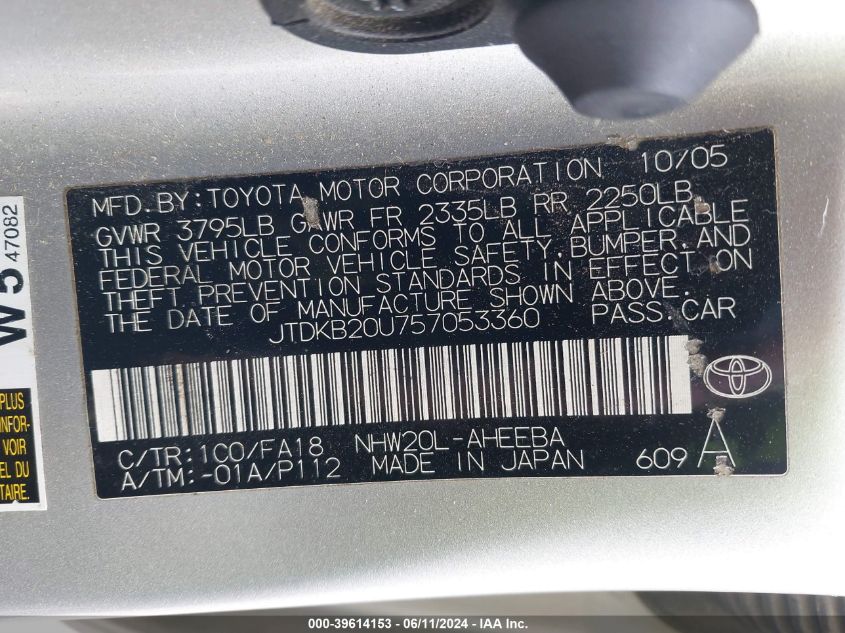 MFD.BY:TOYOTA MOTOR CORPORATION 10/05
GVWR 3795LB GAWR FR 2335LB RR 2250LB
THIS VEHICLE CONFORMS TO ALL APPLICABLE
FEDERAL MOTOR VEHICLE SAFETY,BUMPER,AND
THEFT PREVENTION STANDARDS IN EFFECT ON
THE DATE OF MANUFACTURE SHOWN ABOVE.
JTDKB20U757053360 PASS.CAR
C/TR:1C0/FA18 NHW20L-AHEEBA
A/TM:-01A/P112 MADE IN JAPAN 609 A
W5 47082
PLUS
INFOR-
VOIR
EL DU
TAIRE.
000-39614153 - 06/11/2024 - IAA Inc.